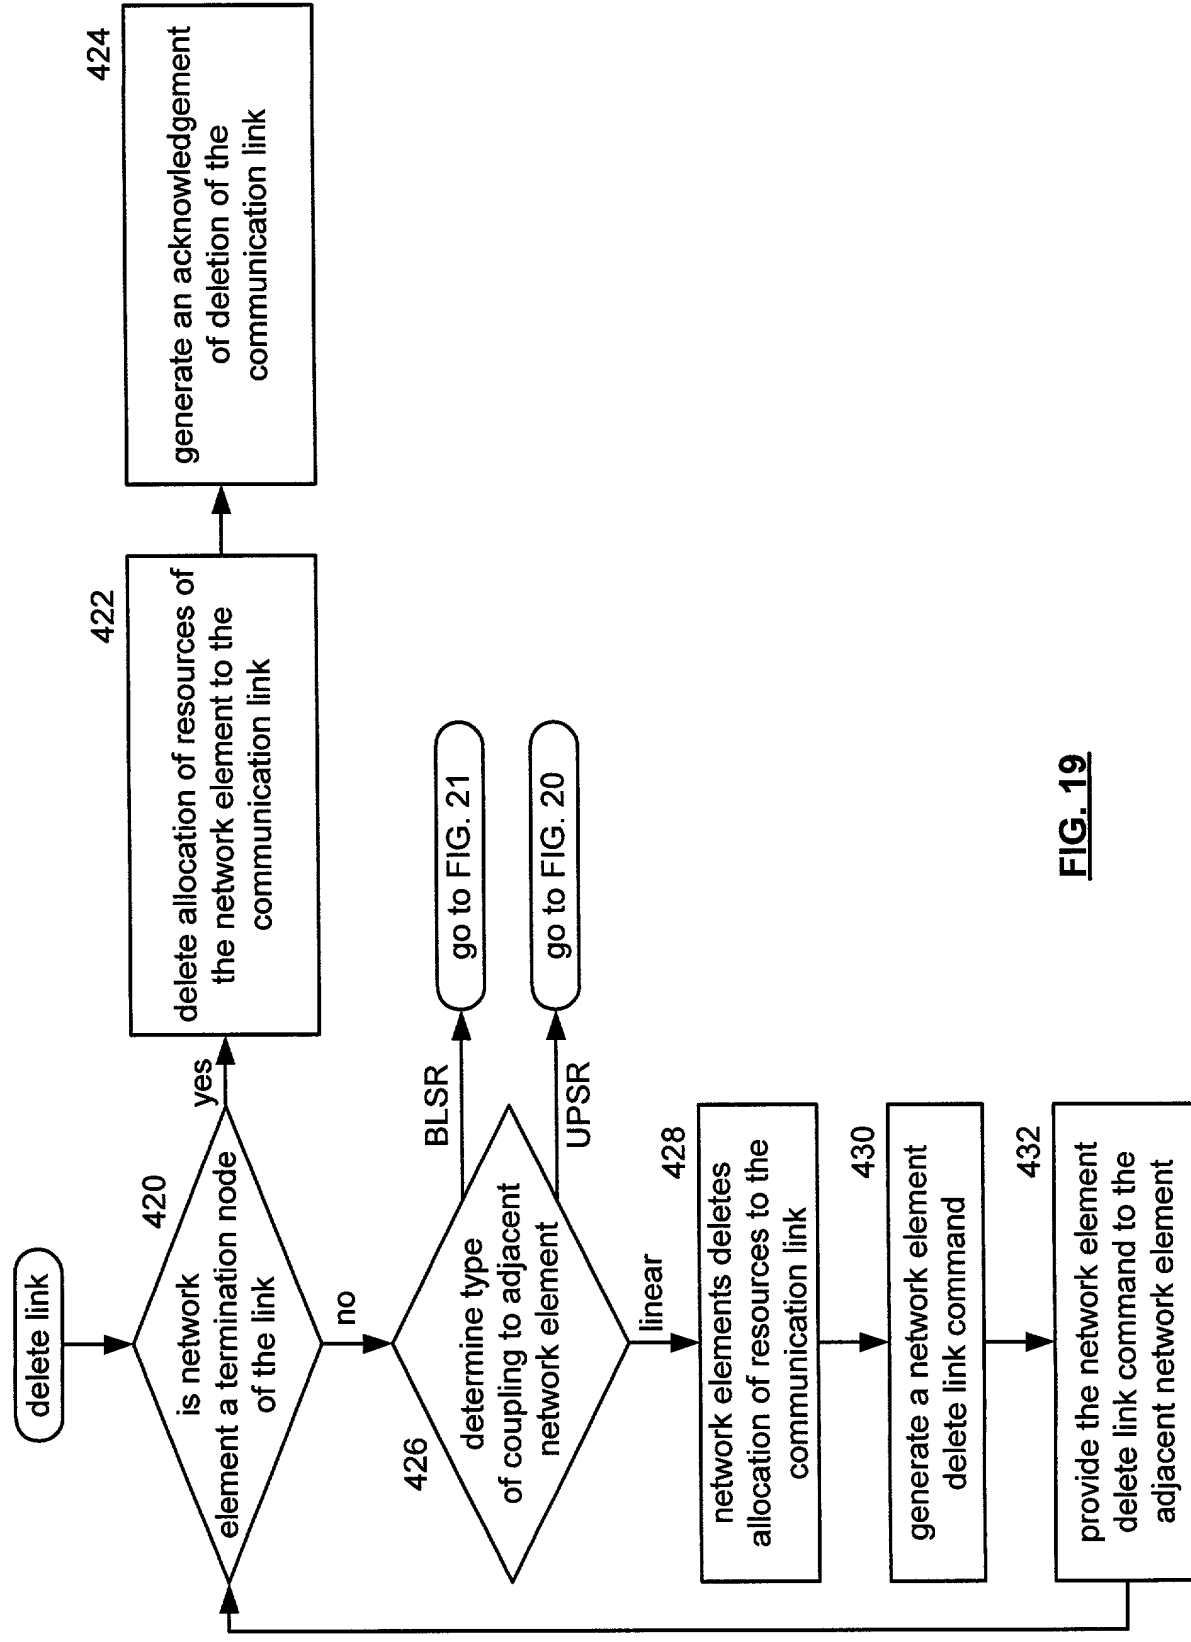 delete link
420
is network
element a termination node
of the link
yes
422
delete allocation of resources of
the network element to the
communication link
424
generate an acknowledgement
of deletion of the
communication link
no
426
determine type
of coupling to adjacent
network element
BLSR
go to FIG. 21
UPSR
go to FIG. 20
linear
428
network elements deletes
allocation of resources to the
communication link
430
generate a network element
delete link command
432
provide the network element
delete link command to the
adjacent network element
FIG. 19